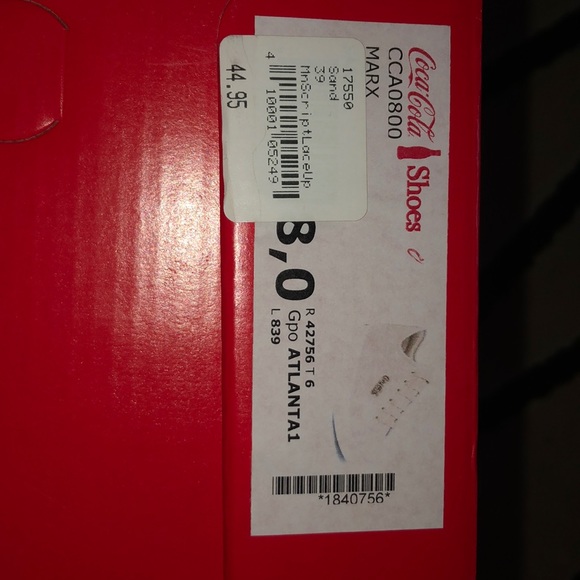 Coca-Cola Shoes
CCA0800
MARX
17550
Sand
39
MnScriptLaceUp
4 10001 05249
44.95
8,0
R 42756 T 6
Gpo ATLANTA1
L 839
*1840756*